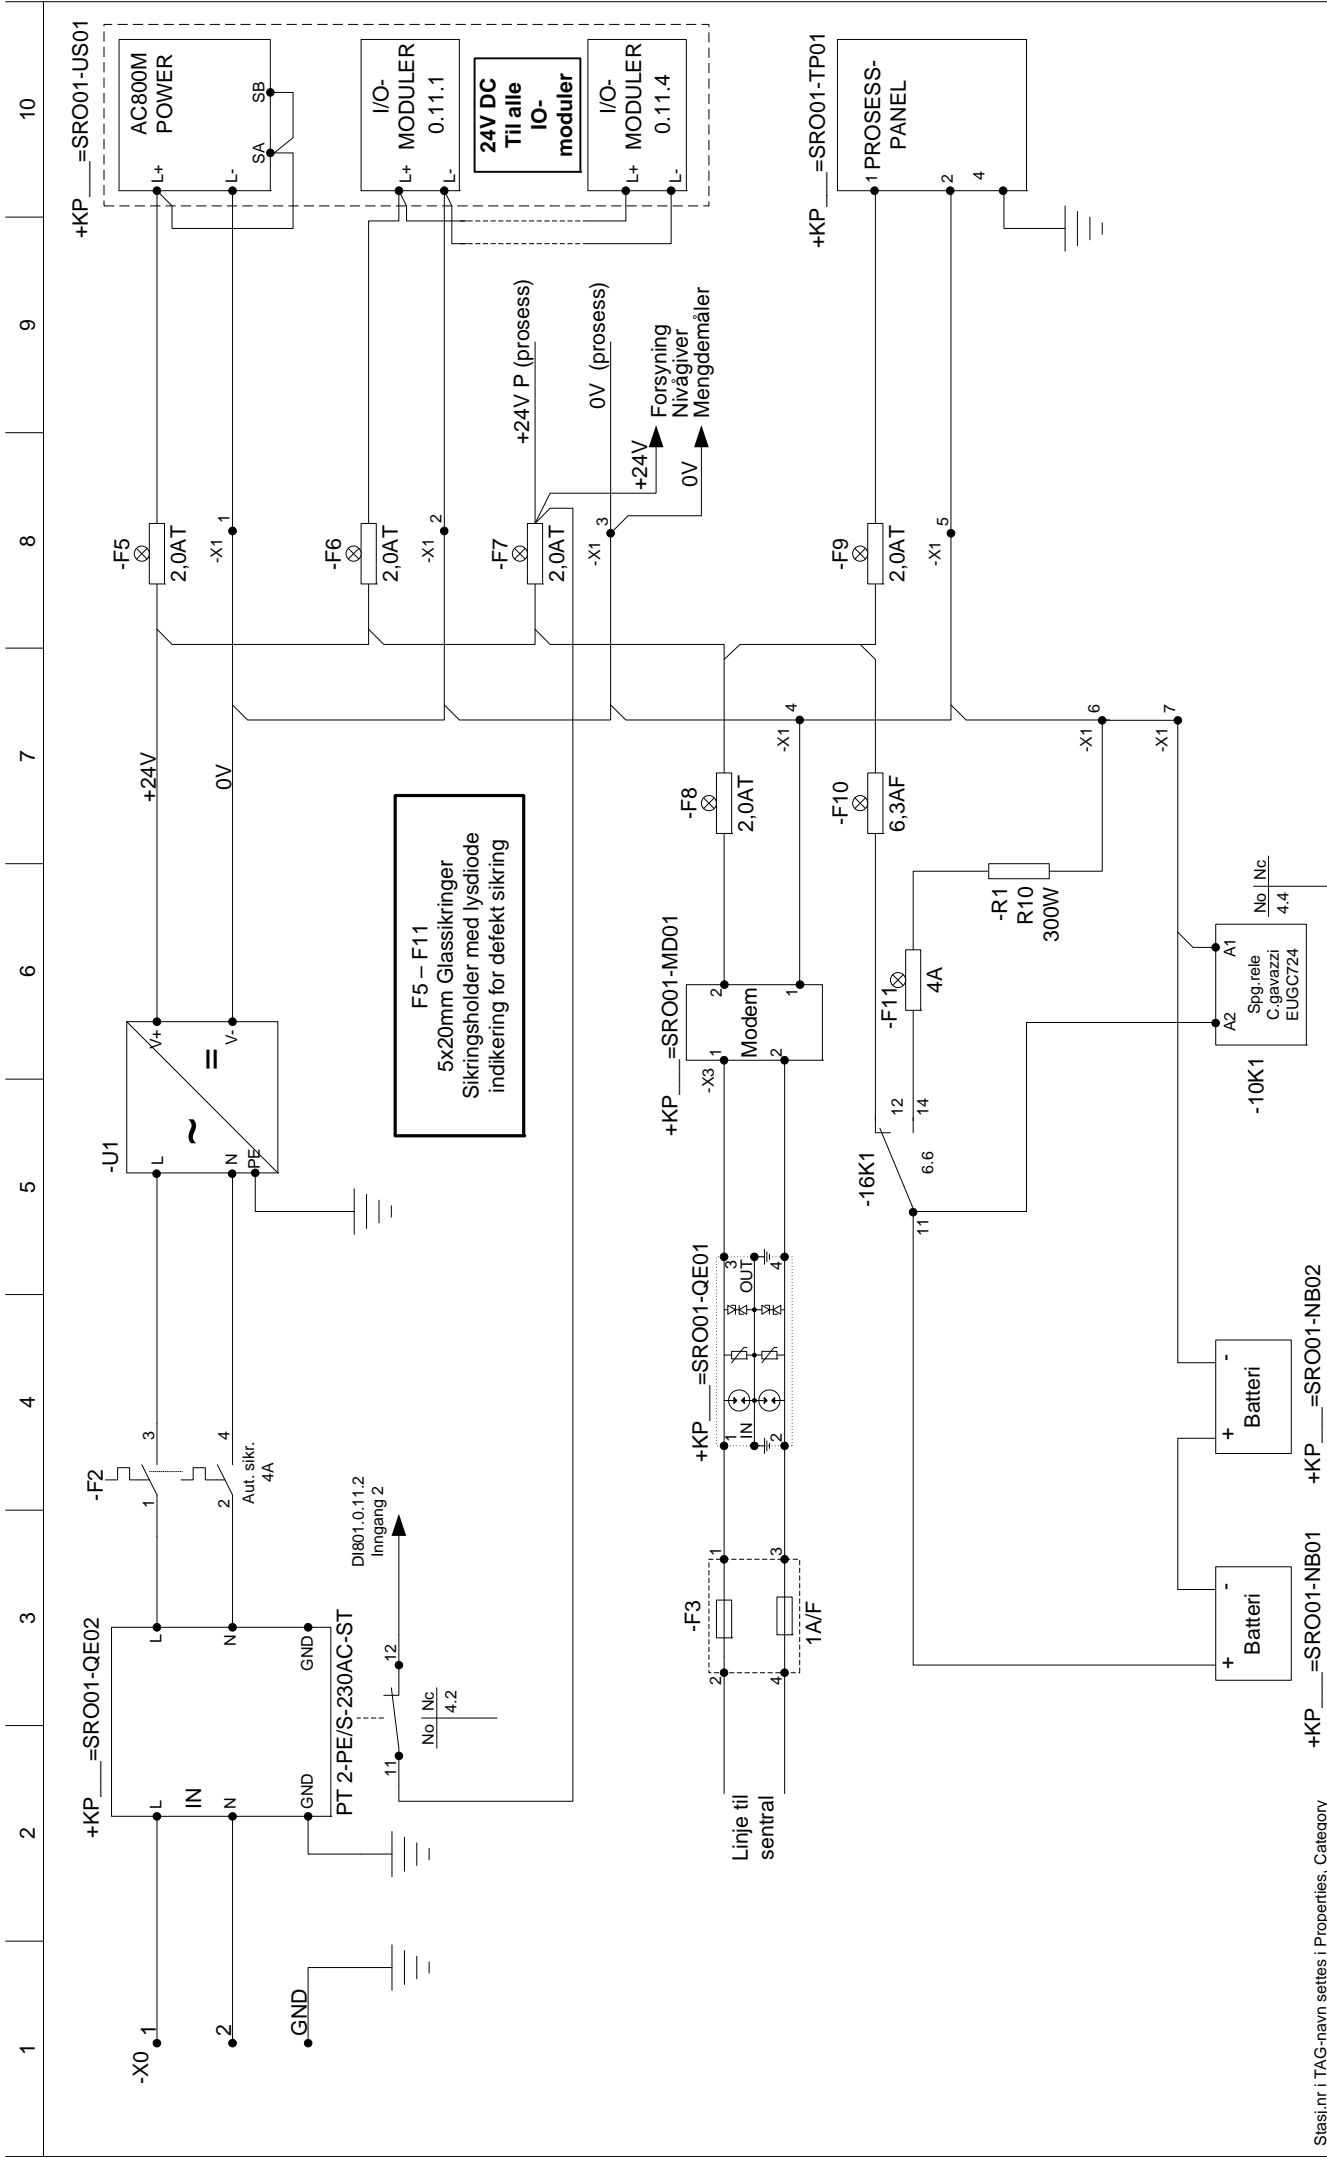 1
2
3
4
5
6
7
8
9
10
-X0
1
2
GND
+KP___=SRO01-QE02
L
IN
N
GND
L
N
GND
PT 2-PE/S-230AC-ST
11
12
No
Nc
4.2
DI801.0.11.2
Inngang 2
-F2
1
3
2
4
Aut. sikr.
4A
-U1
L
N
PE
~
=
V+
V-
+24V
0V
F5 – F11
5x20mm Glassikringer
Sikringsholder med lysdiode
indikering for defekt sikring
-F5
2,0AT
-X1
1
-F6
2,0AT
-X1
2
-F7
2,0AT
-X1
3
+24V P (prosess)
0V (prosess)
+24V
0V
Forsyning
Nivågiver
Mengdemåler
+KP___=SRO01-US01
AC800M
POWER
L+
L-
SA
SB
I/O-
MODULER
0.11.1
L+
L-
24V DC
Til alle
IO-
moduler
I/O-
MODULER
0.11.4
L+
L-
+KP___=SRO01-TP01
1 PROSESS-
PANEL
2
4
-F9
2,0AT
-X1
5
Linje til
sentral
-F3
2
1
4
3
1A/F
+KP___=SRO01-QE01
1
IN
2
3
OUT
4
+KP___=SRO01-MD01
-X3
1
2
Modem
2
1
-F8
2,0AT
-X1
4
-F10
6,3AF
-16K1
11
12
14
6.6
-F11
4A
-R1
R10
300W
-X1
6
-X1
7
-10K1
A2
A1
Spg.rele
C.gavazzi
EUGC724
No
Nc
4.4
+
-
Batteri
+KP___=SRO01-NB01
+
-
Batteri
+KP___=SRO01-NB02
Stasj.nr i TAG-navn settes i Properties, Category